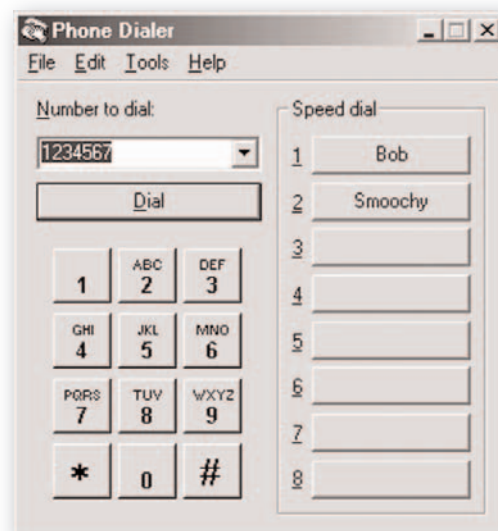 Phone Dialer
File Edit Tools Help
Number to dial:
1234567
Dial
1
ABC
2
DEF
3
GHI
4
JKL
5
MNO
6
PQRS
7
TUV
8
WXYZ
9
*
0
#
Speed dial
1 Bob
2 Smoochy
3
4
5
6
7
8